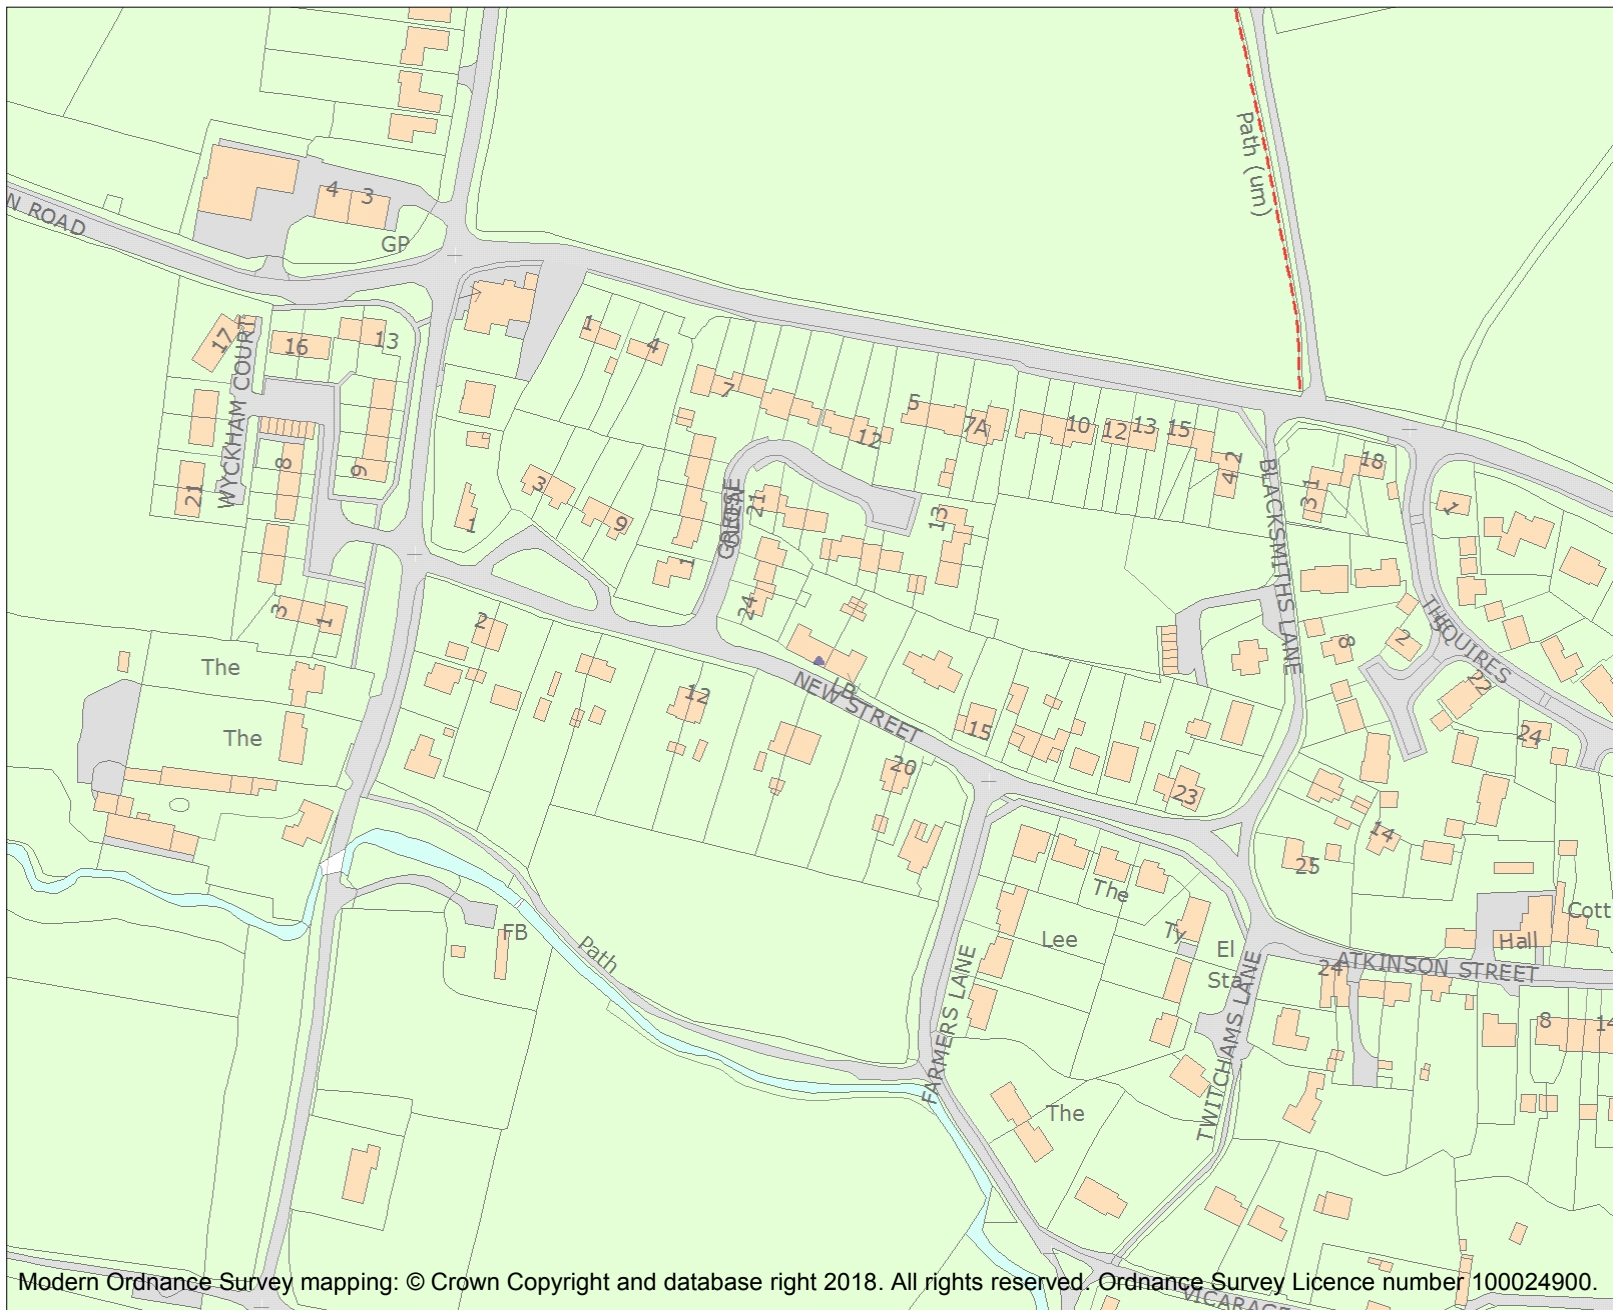 Path (um)
N ROAD
4
3
GP
17
WYCKHAM COURT
16
13
1
4
7
12
5
7A
10
12
13
15
2
4
BLACKSMITHS LANE
1
3
18
1
8
9
21
3
9
1
1
21
13
24
3
1
2
12
NEW STREET
LB
15
20
23
The
The
THE SQUIRES
8
2
22
24
14
25
The
Lee
Ty
El
Sta
Hall
Cott
ATKINSON STREET
24
8
14
FB
Path
FARMERS LANE
TWITCHAMS LANE
The
VICARAGE
Modern Ordnance Survey mapping: © Crown Copyright and database right 2018. All rights reserved. Ordnance Survey Licence number 100024900.